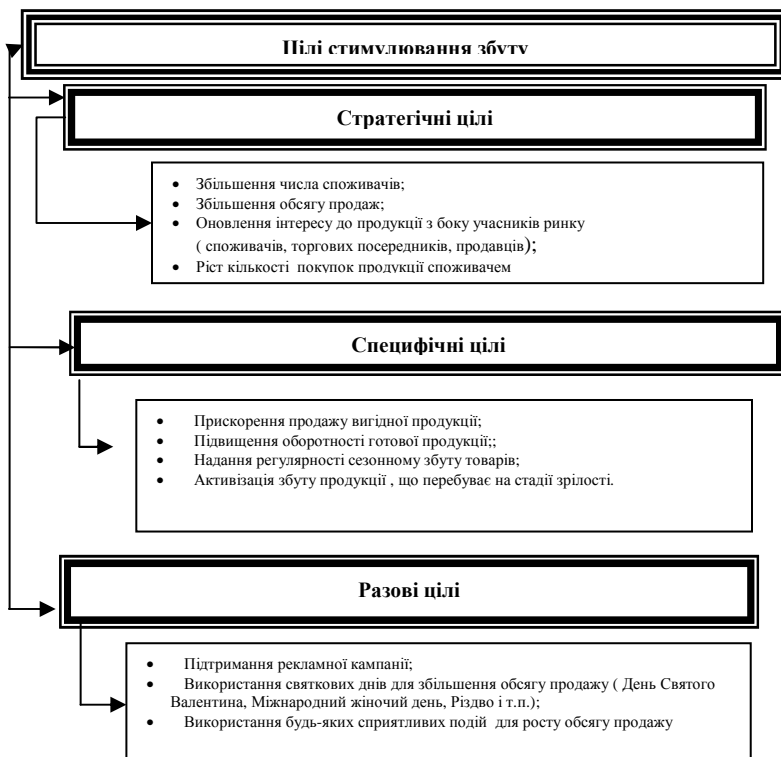 Цілі стимулювання збуту
Стратегічні цілі
• Збільшення числа споживачів;
• Збільшення обсягу продаж;
• Оновлення інтересу до продукції з боку учасників ринку
( споживачів, торгових посередників, продавців);
• Ріст кількості покупок продукції споживачем
Специфічні цілі
• Прискорення продажу вигідної продукції;
• Підвищення оборотності готової продукції;;
• Надання регулярності сезонному збуту товарів;
• Активізація збуту продукції , що перебуває на стадії зрілості.
Разові цілі
• Підтримання рекламної кампанії;
• Використання святкових днів для збільшення обсягу продажу ( День Святого
Валентина, Міжнародний жіночий день, Різдво і т.п.);
• Використання будь-яких сприятливих подій для росту обсягу продажу